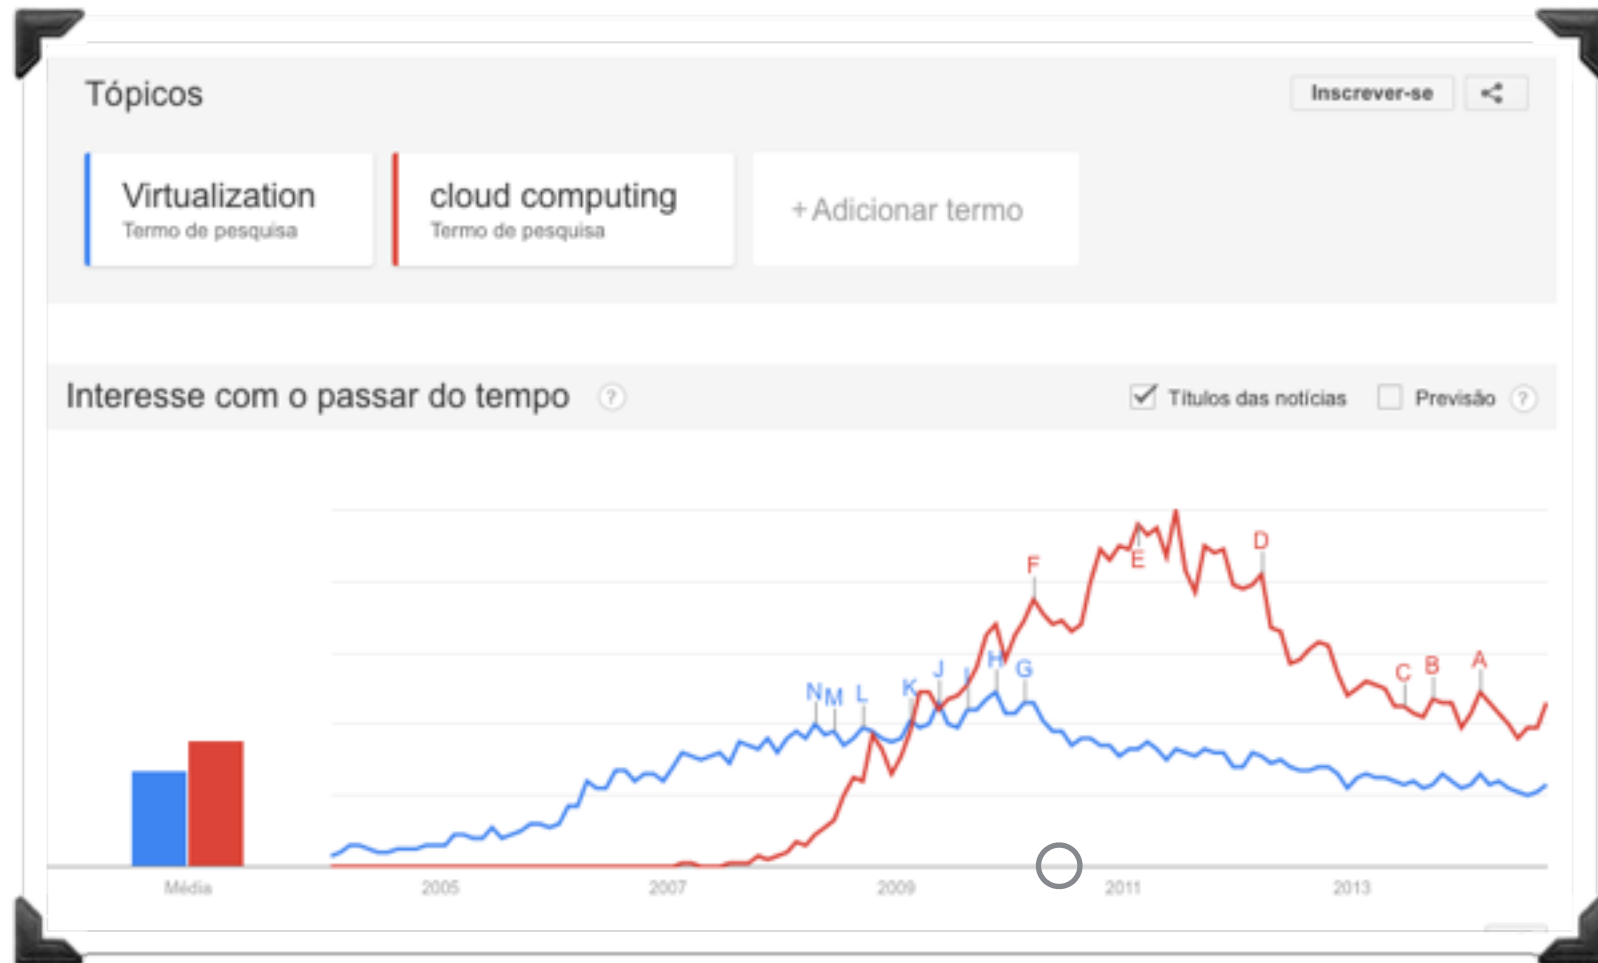 Tópicos
Inscrever-se
Virtualization
Termo de pesquisa
cloud computing
Termo de pesquisa
+Adicionar termo
Interesse com o passar do tempo ?
Títulos das notícias
Previsão ?
N
M
L
K
J
I
H
G
F
E
D
C
B
A
Média
2005
2007
2009
2011
2013